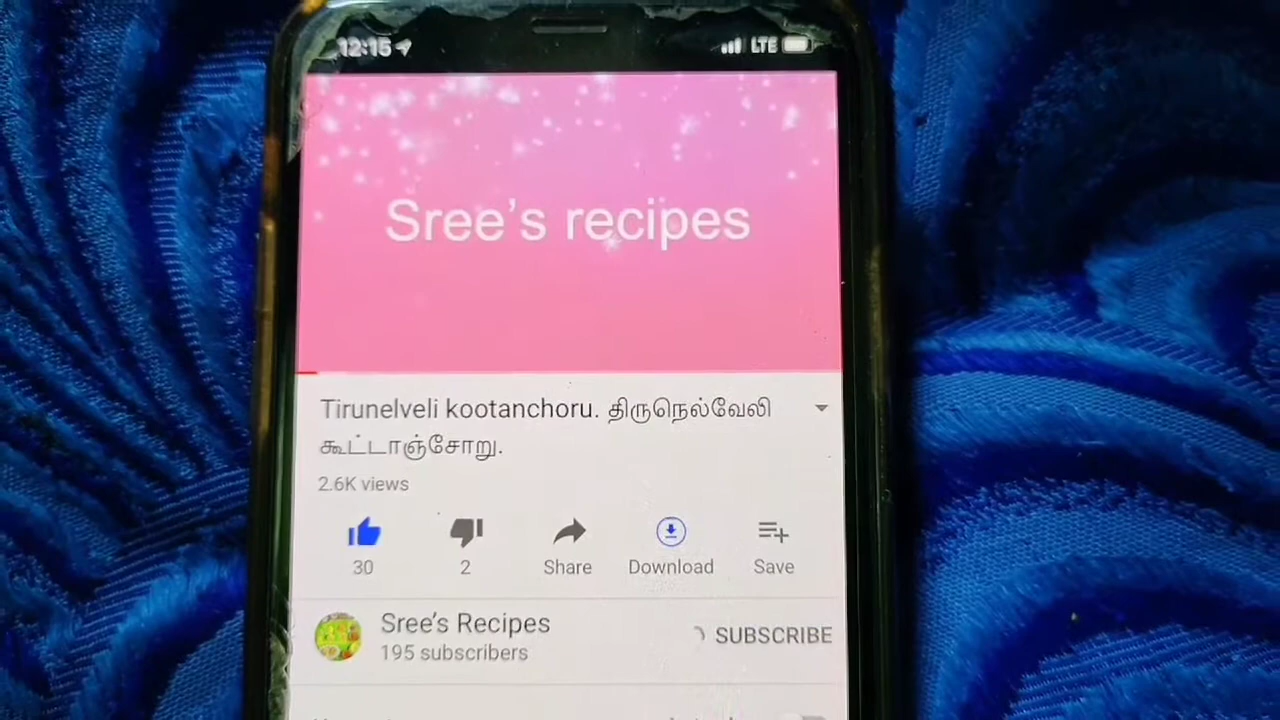 12:15 LTE
Sree's recipes
Tirunelveli kootanchoru. திருநெல்வேலி
கூட்டாஞ்சோறு.
2.6K views
30 2 Share Download Save
Sree's Recipes
SUBSCRIBE
195 subscribers